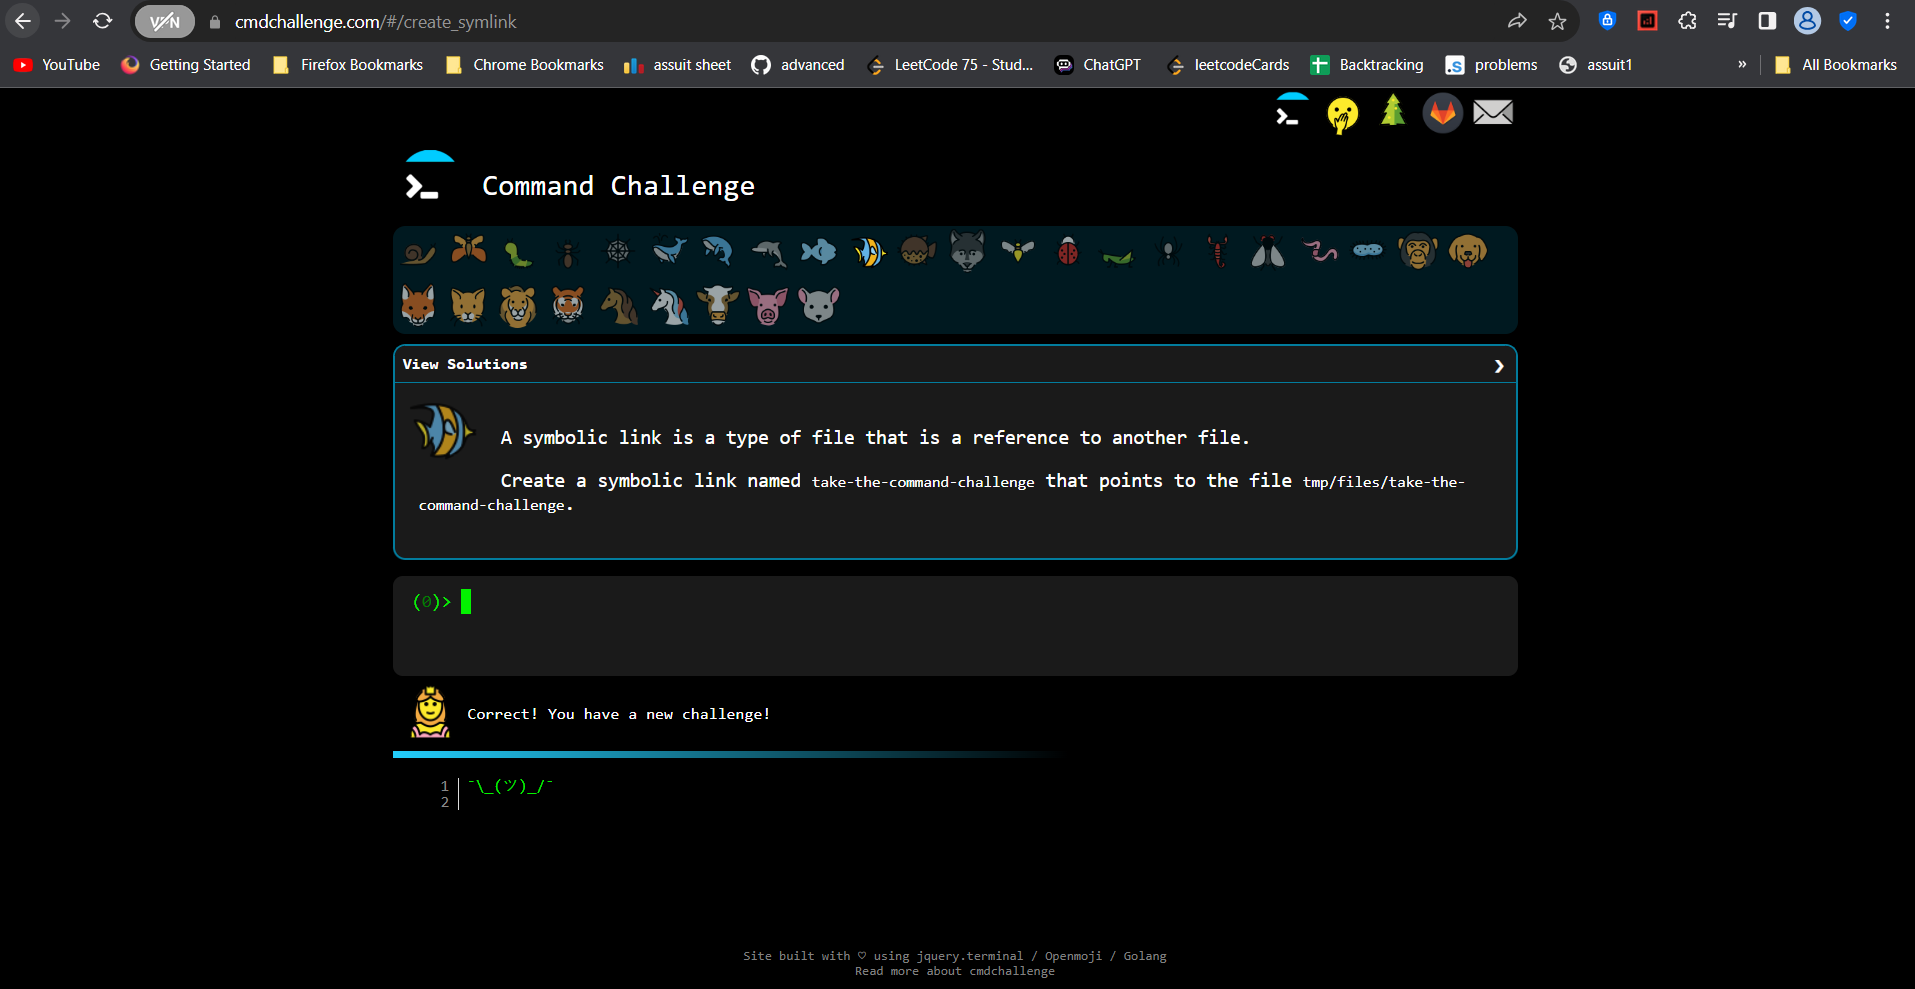 VPN cmdchallenge.com/#/create_symlink
YouTube Getting Started Firefox Bookmarks Chrome Bookmarks assuit sheet advanced LeetCode 75 - Stud... ChatGPT leetcodeCards Backtracking problems assuit1 » All Bookmarks
Command Challenge
View Solutions
A symbolic link is a type of file that is a reference to another file.
Create a symbolic link named take-the-command-challenge that points to the file tmp/files/take-the-
command-challenge.
(0)>
Correct! You have a new challenge!
1 ¯\_(ツ)_/¯
2
Site built with ♡ using jquery.terminal / Openmoji / Golang
Read more about cmdchallenge